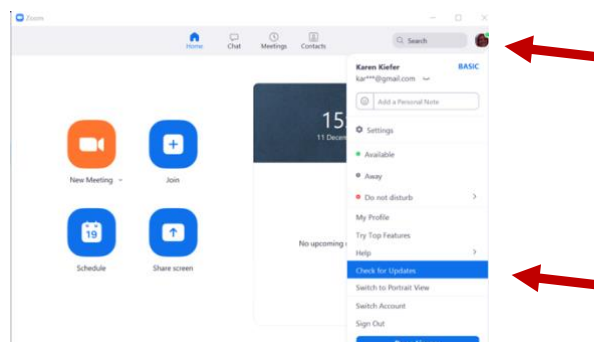 Zoom
Home Chat Meetings Contacts
Search
Karen Kiefer BASIC
kar***@gmail.com
Add a Personal Note
Settings
Available
Away
Do not disturb
My Profile
Try Top Features
Help
Check for Updates
Switch to Portrait View
Switch Account
Sign Out
15:
11 Decem
No upcoming
New Meeting
Join
19
Schedule
Share screen